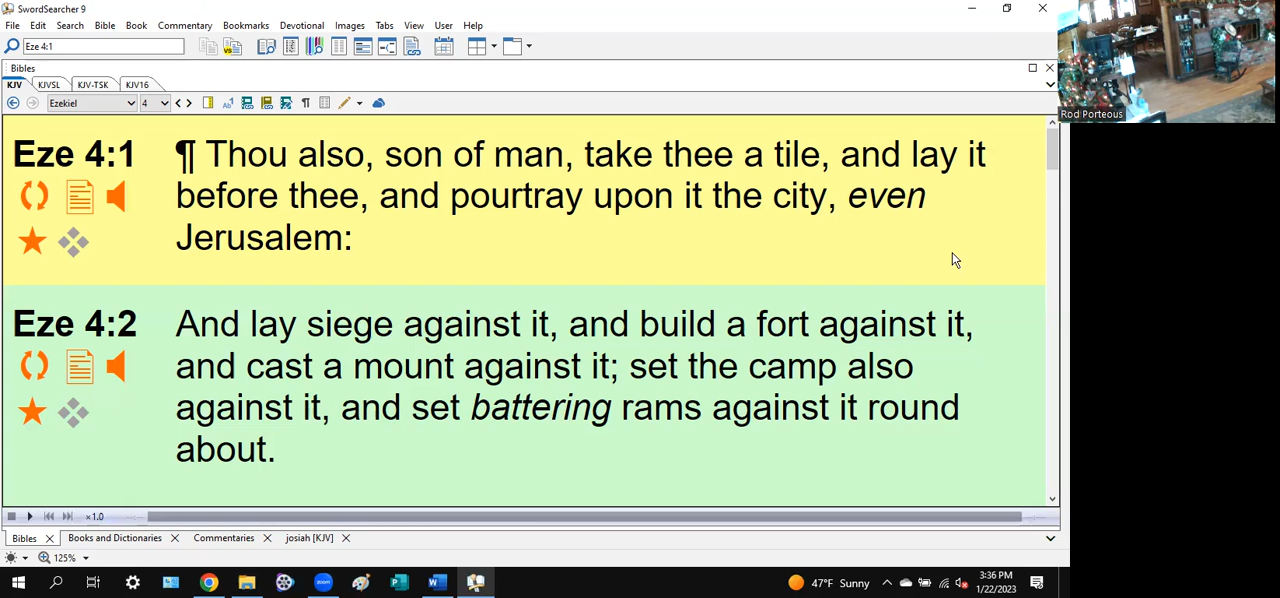 SwordSearcher 9
File Edit Search Bible Book Commentary Bookmarks Devotional Images Tabs View User Help
Eze 4:1
Bibles
KJV KJVSL KJV-TSK KJV16
Ezekiel 4
Eze 4:1 ¶ Thou also, son of man, take thee a tile, and lay it
before thee, and pourtray upon it the city, even
Jerusalem:
Eze 4:2 And lay siege against it, and build a fort against it,
and cast a mount against it; set the camp also
against it, and set battering rams against it round
about.
×1.0
Bibles Books and Dictionaries Commentaries josiah [KJV]
125%
zoom 47°F Sunny 3:36 PM
1/22/2023
Rod Porteous